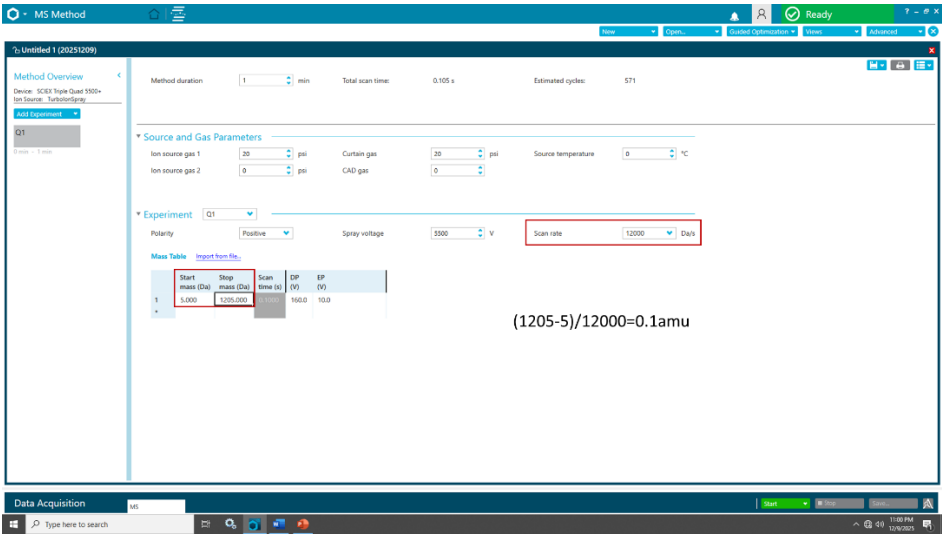 MS Method
Ready
? - ×
New Open... Guided Optimization Views Advanced
Untitled 1 (20251209)
Method Overview
Device: SCIEX Triple Quad 5500+
Ion Source: TurboIonSpray
Add Experiment
Q1
0 min - 1 min
Method duration 1 min Total scan time: 0.105 s Estimated cycles: 571
Source and Gas Parameters
Ion source gas 1 20 psi Curtain gas 20 psi Source temperature 0 °C
Ion source gas 2 0 psi CAD gas 0
Experiment Q1
Polarity Positive Spray voltage 5500 V Scan rate 12000 Da/s
Mass Table Import from file...
Start mass (Da) Stop mass (Da) Scan time (s) DP (V) EP (V)
1 5.000 1205.000 0.1000 160.0 10.0
*
(1205-5)/12000=0.1amu
Data Acquisition
MS
Start Stop Save...
Type here to search
11:00 PM
12/9/2025